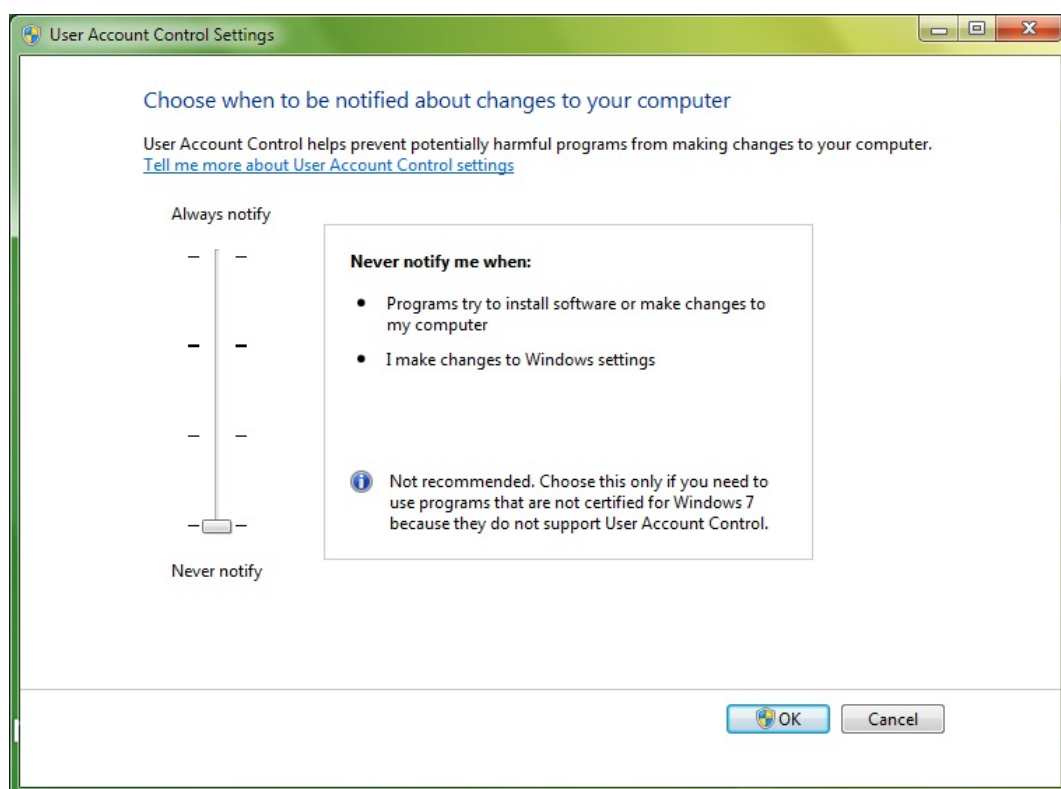 User Account Control Settings
Choose when to be notified about changes to your computer
User Account Control helps prevent potentially harmful programs from making changes to your computer.
Tell me more about User Account Control settings
Always notify
Never notify me when:
• Programs try to install software or make changes to
my computer
• I make changes to Windows settings
Not recommended. Choose this only if you need to
use programs that are not certified for Windows 7
because they do not support User Account Control.
Never notify
OK
Cancel